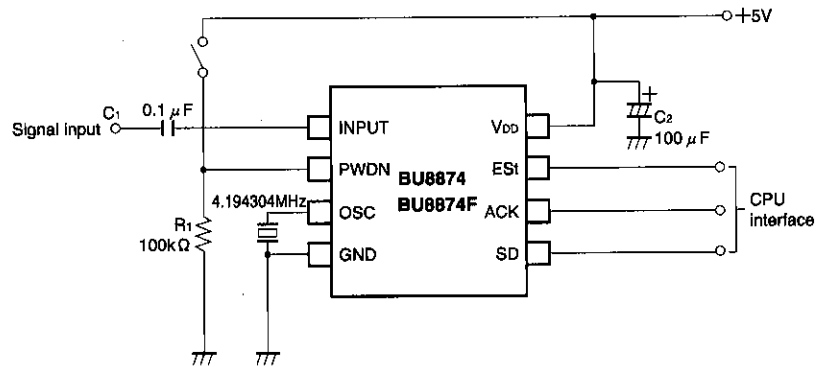 +5V
C1 0.1 μF
Signal input
INPUT
PWDN
OSC
GND
BU8874
BU8874F
VDD
ESt
ACK
SD
C2
100 μF
+
4.194304MHz
R1
100kΩ
CPU
interface